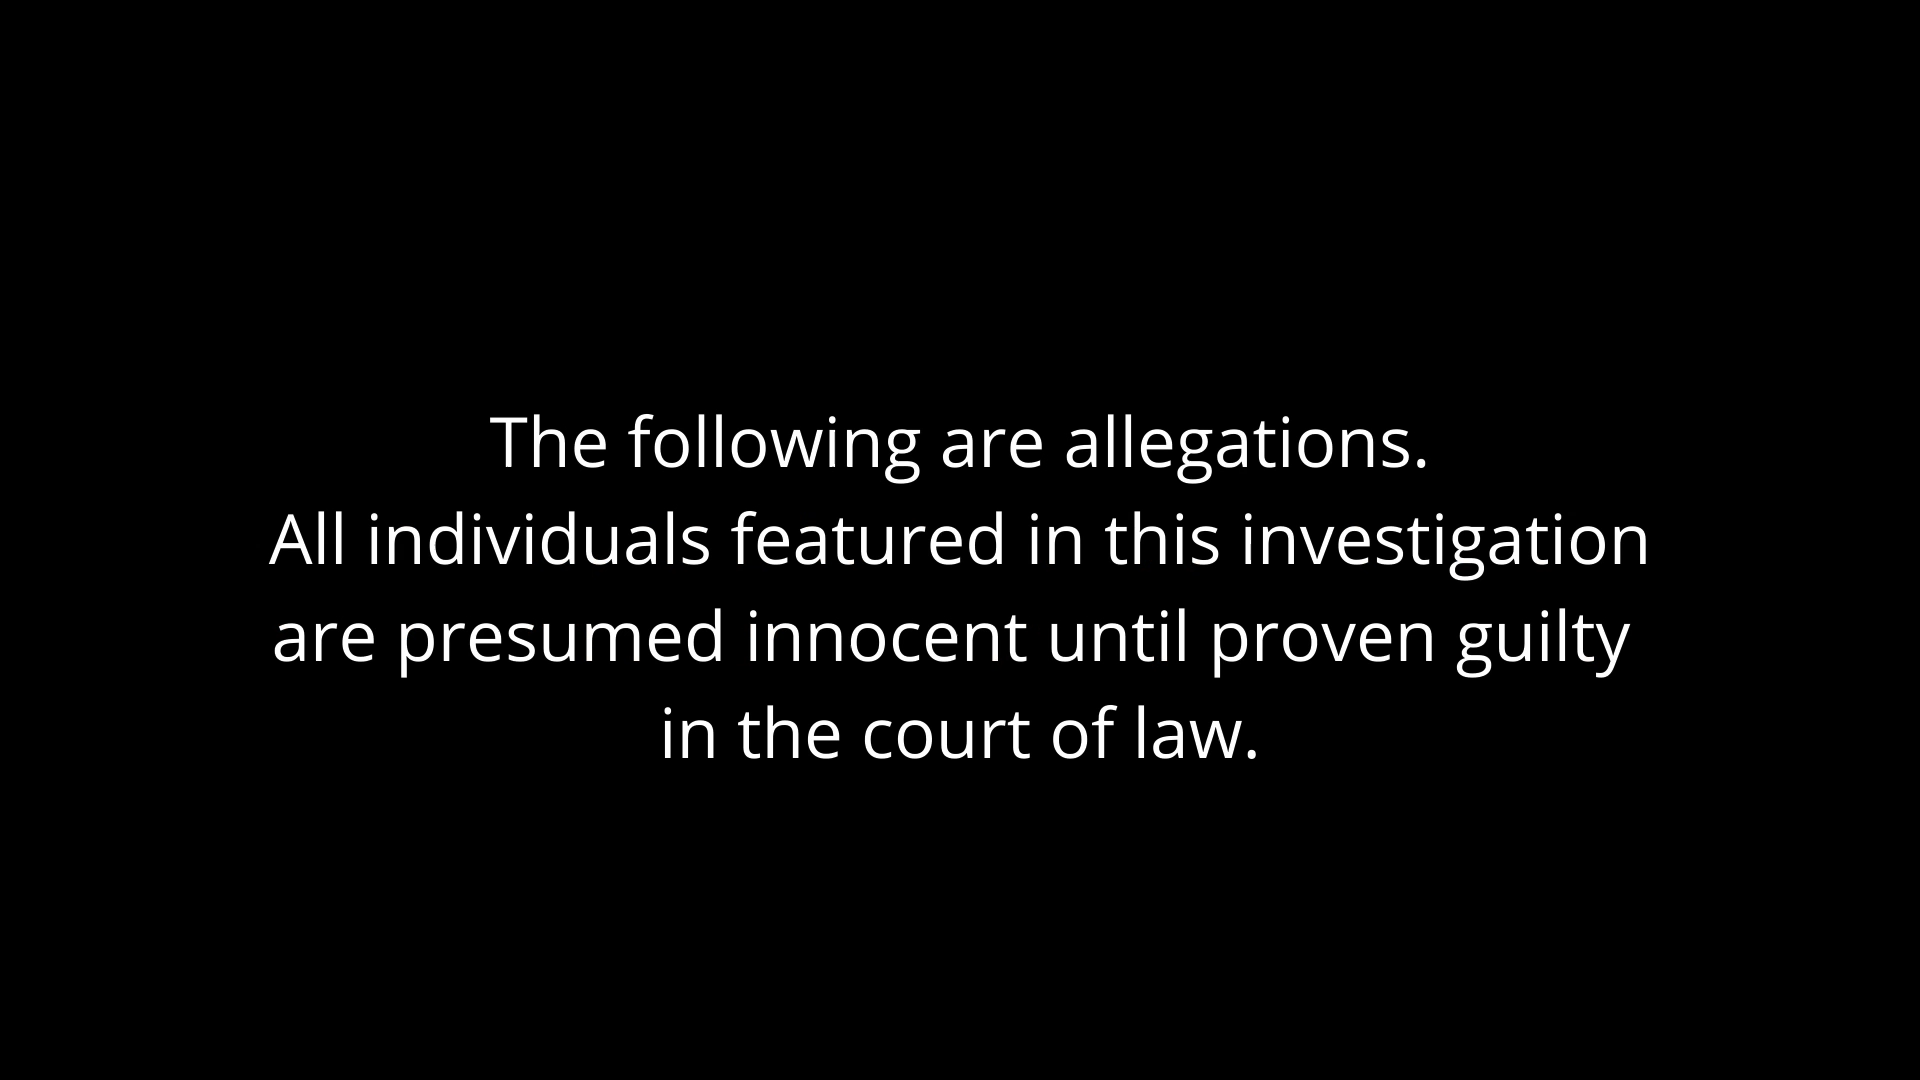 The following are allegations.
All individuals featured in this investigation
are presumed innocent until proven guilty
in the court of law.